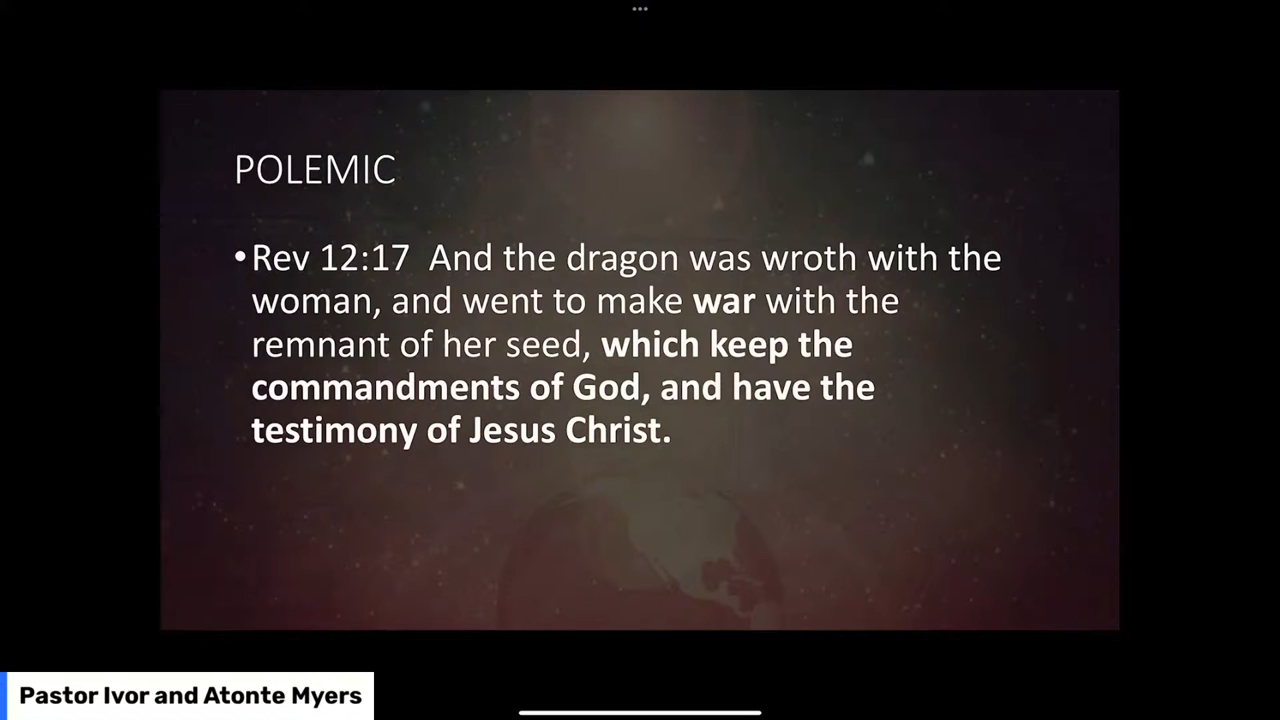 POLEMIC
•Rev 12:17  And the dragon was wroth with the
woman, and went to make war with the
remnant of her seed, which keep the
commandments of God, and have the
testimony of Jesus Christ.
Pastor Ivor and Atonte Myers